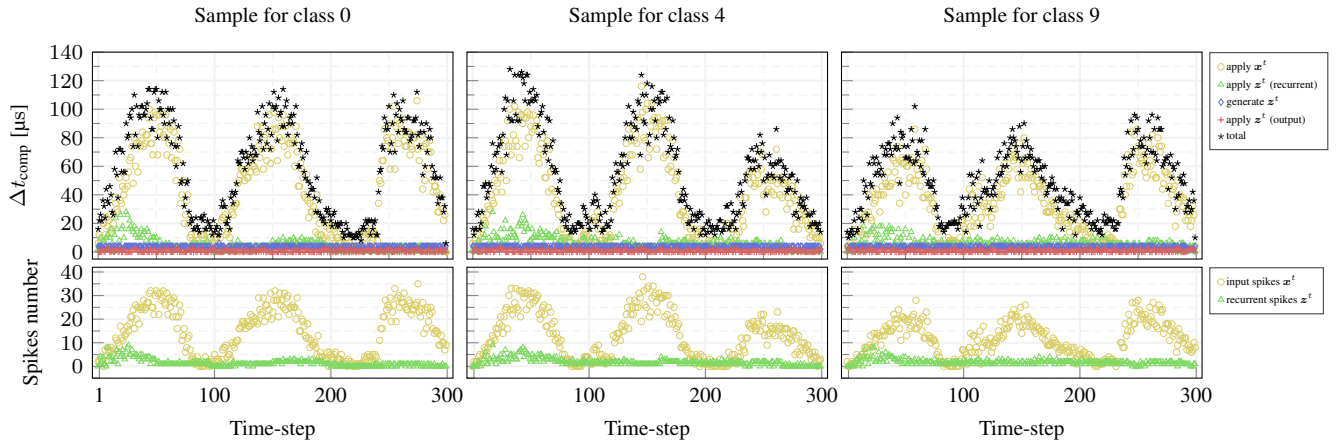 Sample for class 0
Sample for class 4
Sample for class 9
Δt_comp [µs]
140
120
100
80
60
40
20
0
apply x^t
apply z^t (recurrent)
generate z^t
apply z^t (output)
total
Spikes number
40
30
20
10
0
input spikes x^t
recurrent spikes z^t
1 100 200 300
100 200 300
100 200 300
Time-step
Time-step
Time-step